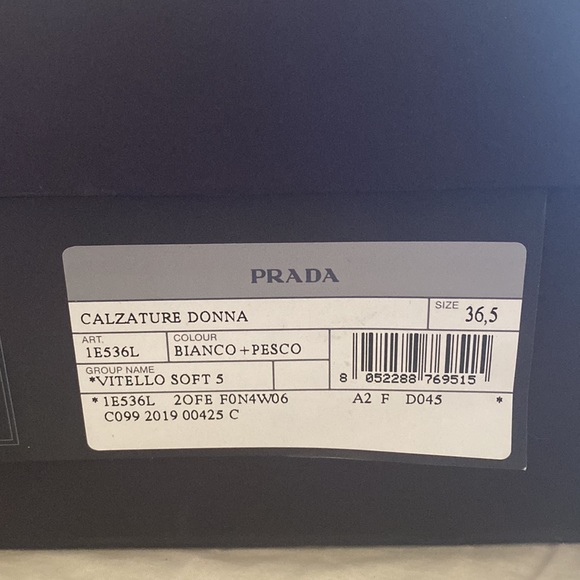 PRADA
CALZATURE DONNA
SIZE 36,5
ART. 1E536L
COLOUR BIANCO+PESCO
GROUP NAME *VITELLO SOFT 5
8 052288 769515
* 1E536L 2OFE F0N4W06 A2 F D045 *
C099 2019 00425 C